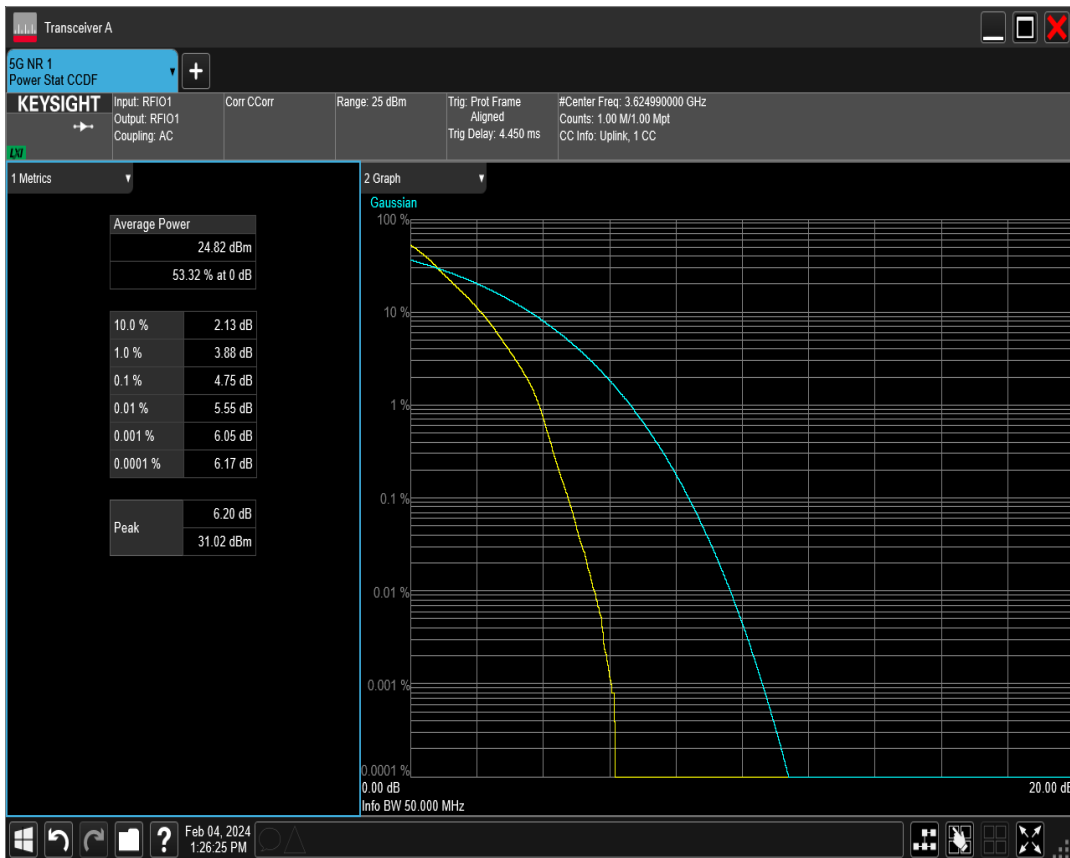 Transceiver A
5G NR 1
Power Stat CCDF
KEYSIGHT
LXI
Input: RFIO1
Output: RFIO1
Coupling: AC
Corr CCorr
Range: 25 dBm
Trig: Prot Frame
Aligned
Trig Delay: 4.450 ms
#Center Freq: 3.624990000 GHz
Counts: 1.00 M/1.00 Mpt
CC Info: Uplink, 1 CC
1 Metrics
Average Power
24.82 dBm
53.32 % at 0 dB
10.0 % 2.13 dB
1.0 % 3.88 dB
0.1 % 4.75 dB
0.01 % 5.55 dB
0.001 % 6.05 dB
0.0001 % 6.17 dB
Peak 6.20 dB
31.02 dBm
2 Graph
Gaussian
100 %
10 %
1 %
0.1 %
0.01 %
0.001 %
0.0001 %
0.00 dB 20.00 dB
Info BW 50.000 MHz
Feb 04, 2024
1:26:25 PM